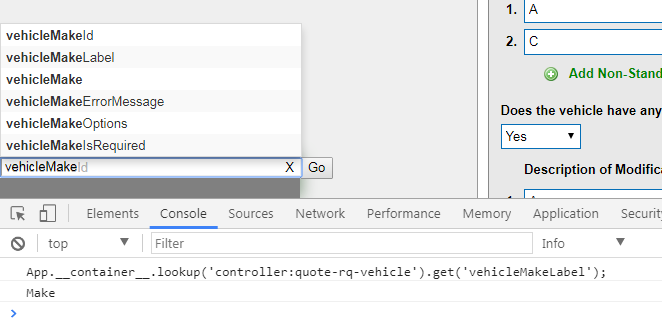 vehicleMakeId
vehicleMakeLabel
vehicleMake
vehicleMakeErrorMessage
vehicleMakeOptions
vehicleMakeIsRequired
vehicleMakeId X Go
1. A
2. C
Add Non-Stand
Does the vehicle have any
Yes
Description of Modifica
Elements Console Sources Network Performance Memory Application Security
top Filter Info
App.__container__.lookup('controller:quote-rq-vehicle').get('vehicleMakeLabel');
Make
>